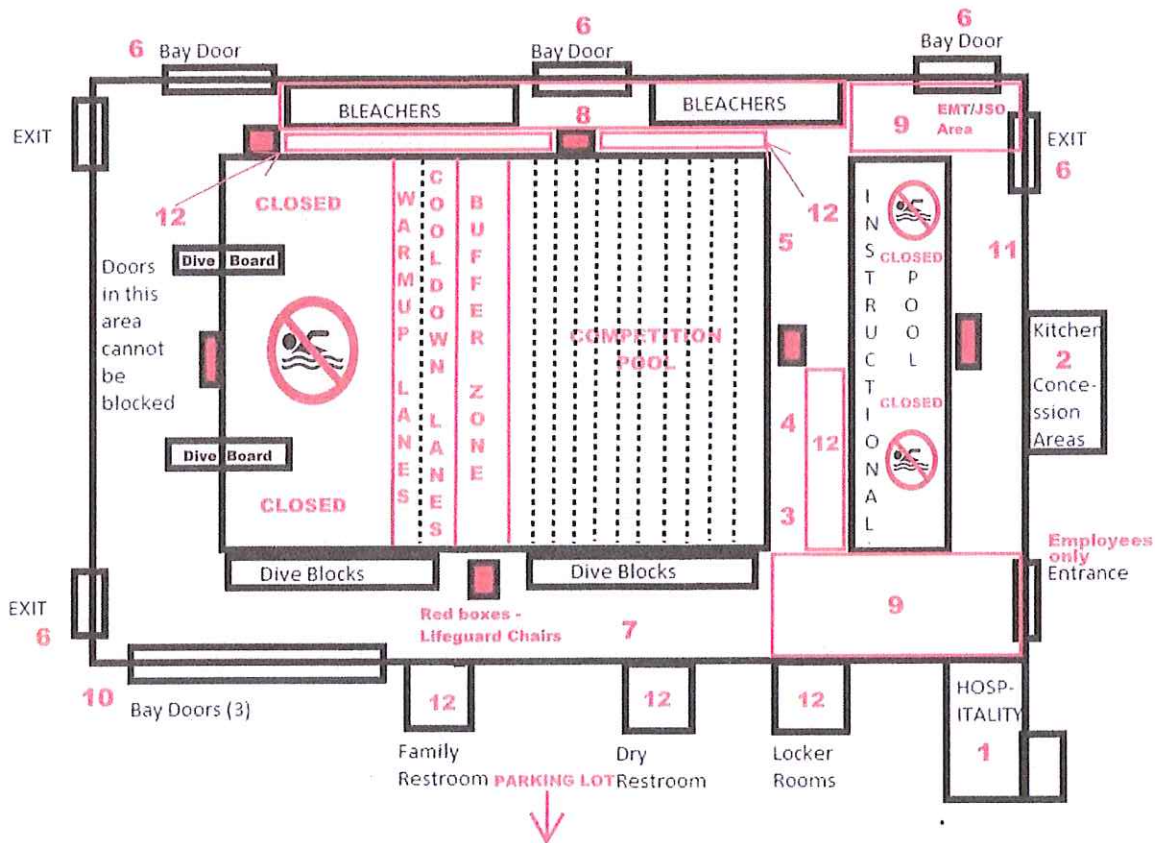 6
Bay Door
6
Bay Door
6
Bay Door
BLEACHERS
8
BLEACHERS
9
EMT/JSO
Area
EXIT
EXIT
6
12
12
CLOSED
WARMUP LANES
COOLDOWN LANES
BUFFER ZONE
5
INSTRUCTIONAL
POOL
CLOSED
11
Dive Board
Doors
in this
area
cannot
be
blocked
COMPETITION
POOL
Kitchen
2
Conce-
ssion
Areas
4
12
CLOSED
Dive Board
CLOSED
3
Employees
only
Entrance
Dive Blocks
Dive Blocks
9
EXIT
6
Red boxes -
Lifeguard Chairs
7
10
Bay Doors (3)
12
12
12
HOSP-
ITALITY
1
Family
Restroom
Dry
Restroom
Locker
Rooms
PARKING LOT